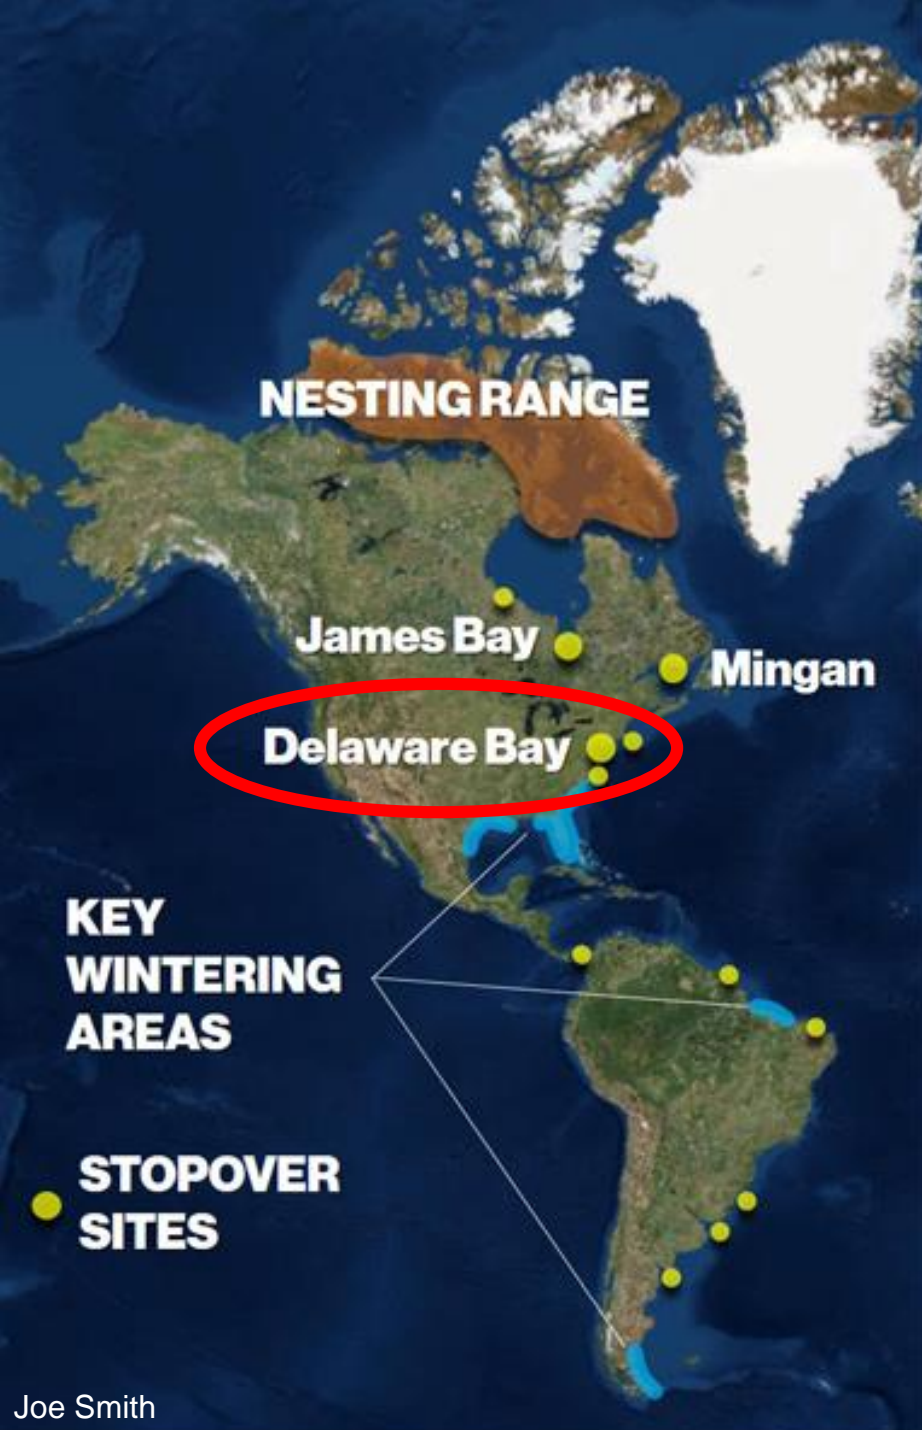 NESTING RANGE
James Bay
Mingan
Delaware Bay
KEY
WINTERING
AREAS
STOPOVER
SITES
Joe Smith